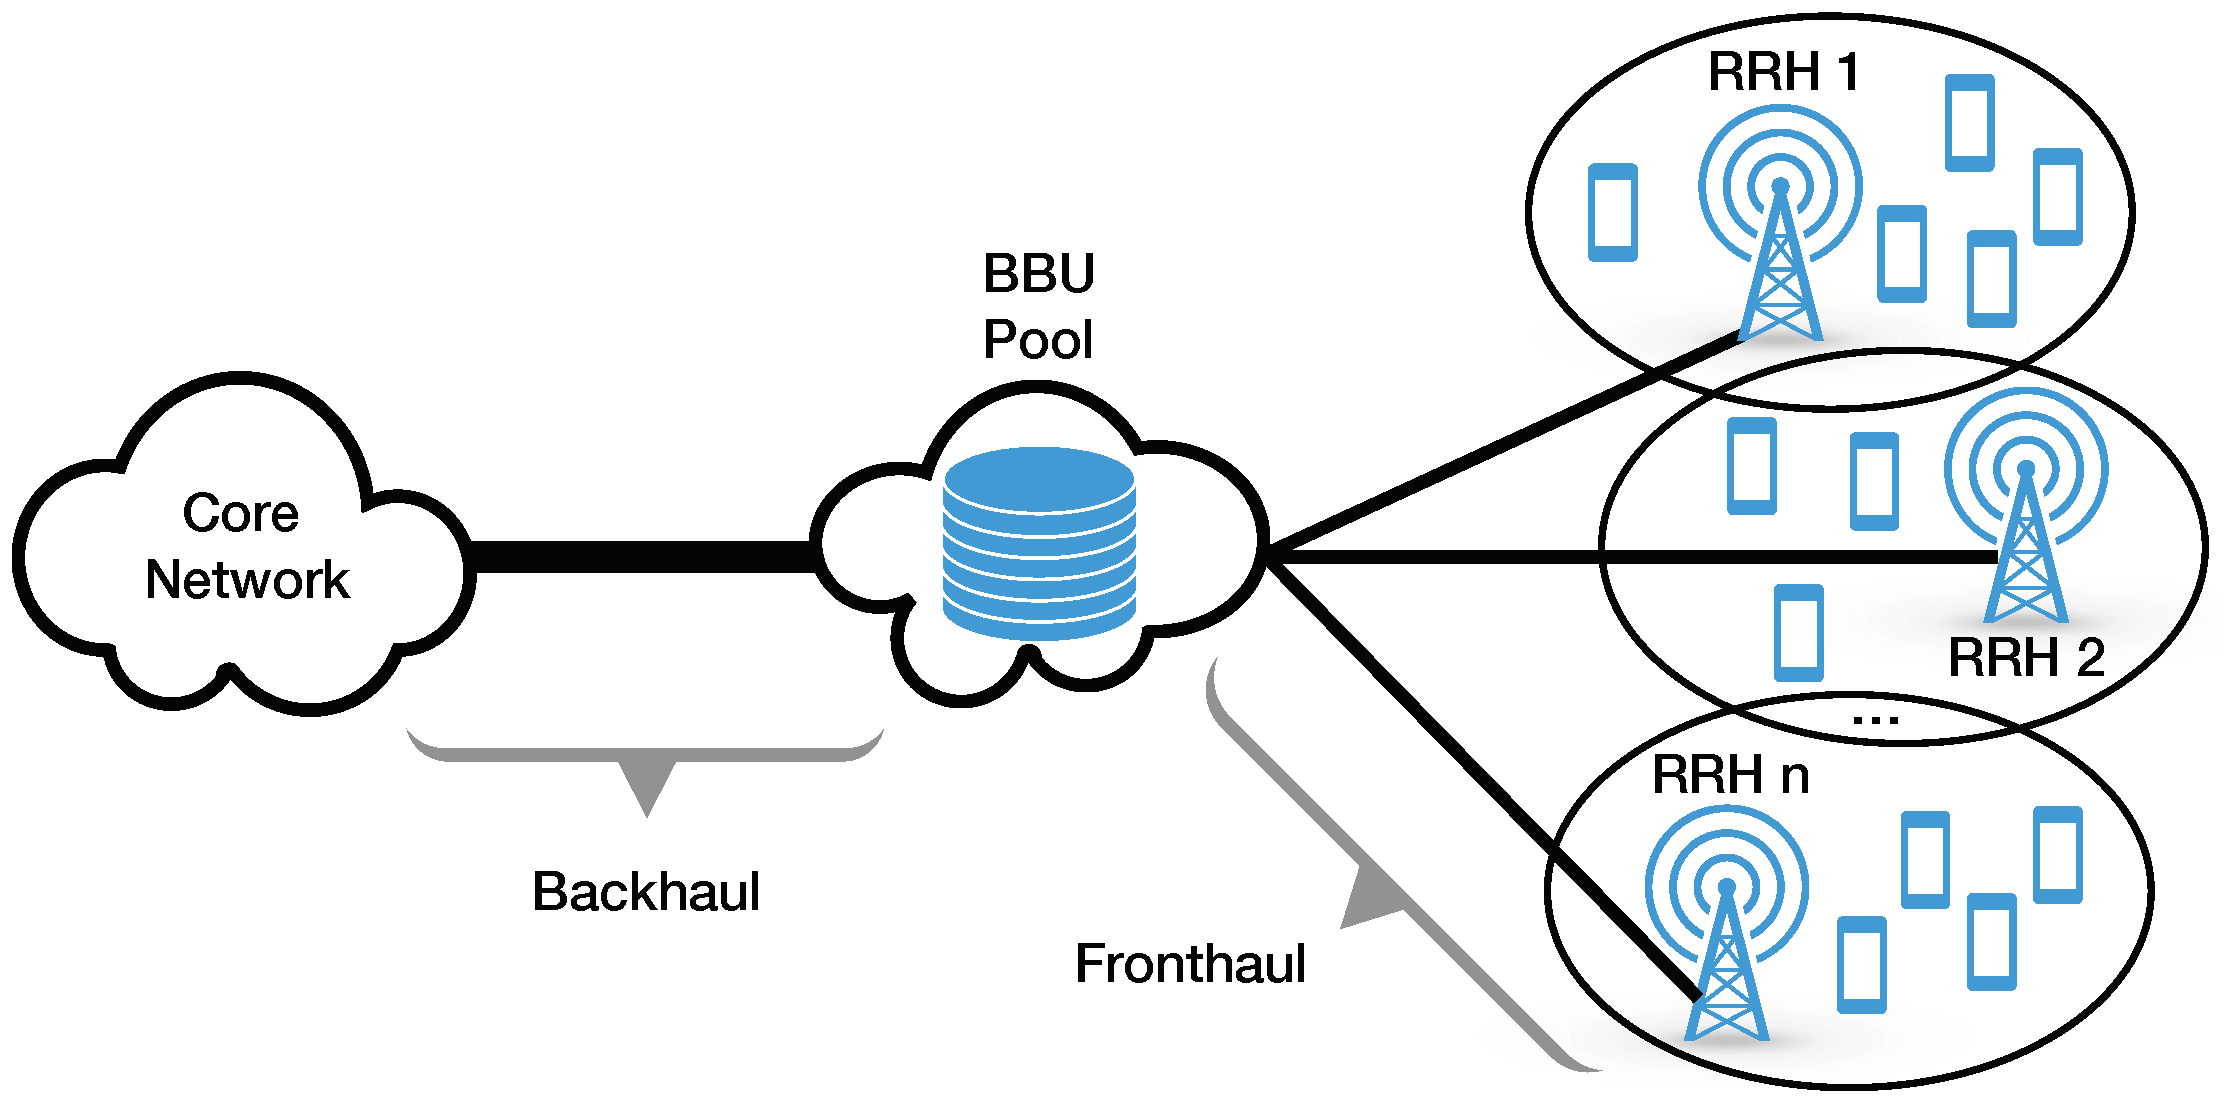 RRH 1
BBU
Pool
Core
Network
RRH 2
...
RRH n
Backhaul
Fronthaul